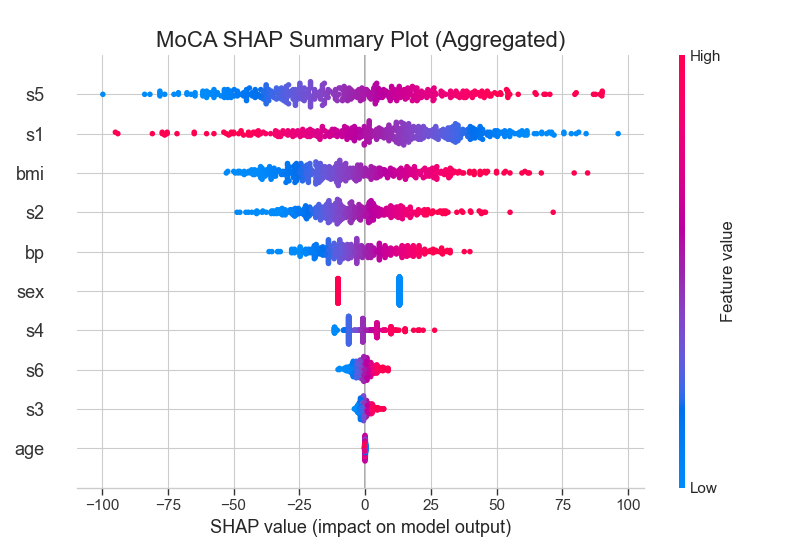 MoCA SHAP Summary Plot (Aggregated)
High
s5
s1
bmi
s2
bp
sex
s4
s6
s3
age
Feature value
Low
−100 −75 −50 −25 0 25 50 75 100
SHAP value (impact on model output)